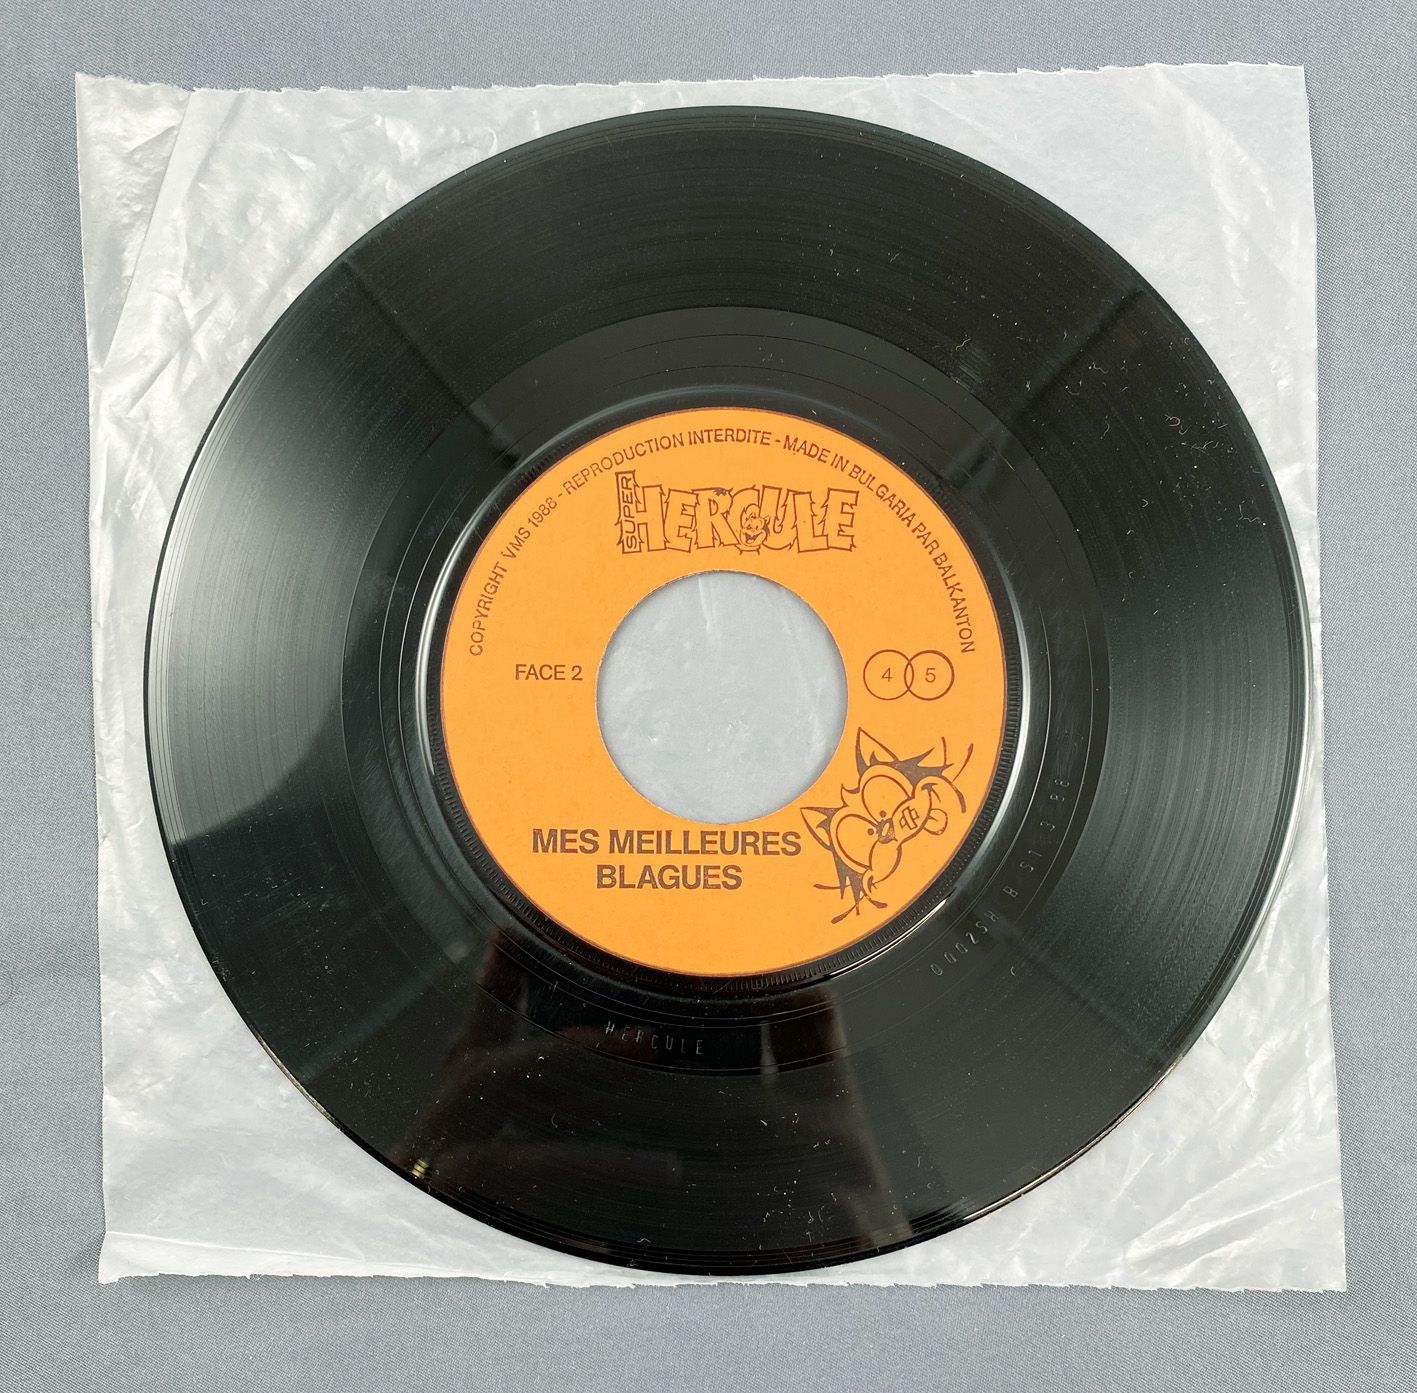 COPYRIGHT VMS 1988 - REPRODUCTION INTERDITE - MADE IN BULGARIA PAR BALKANTON
SUPER
HERCULE
FACE 2
4 5
MES MEILLEURES
BLAGUES
HERCULE